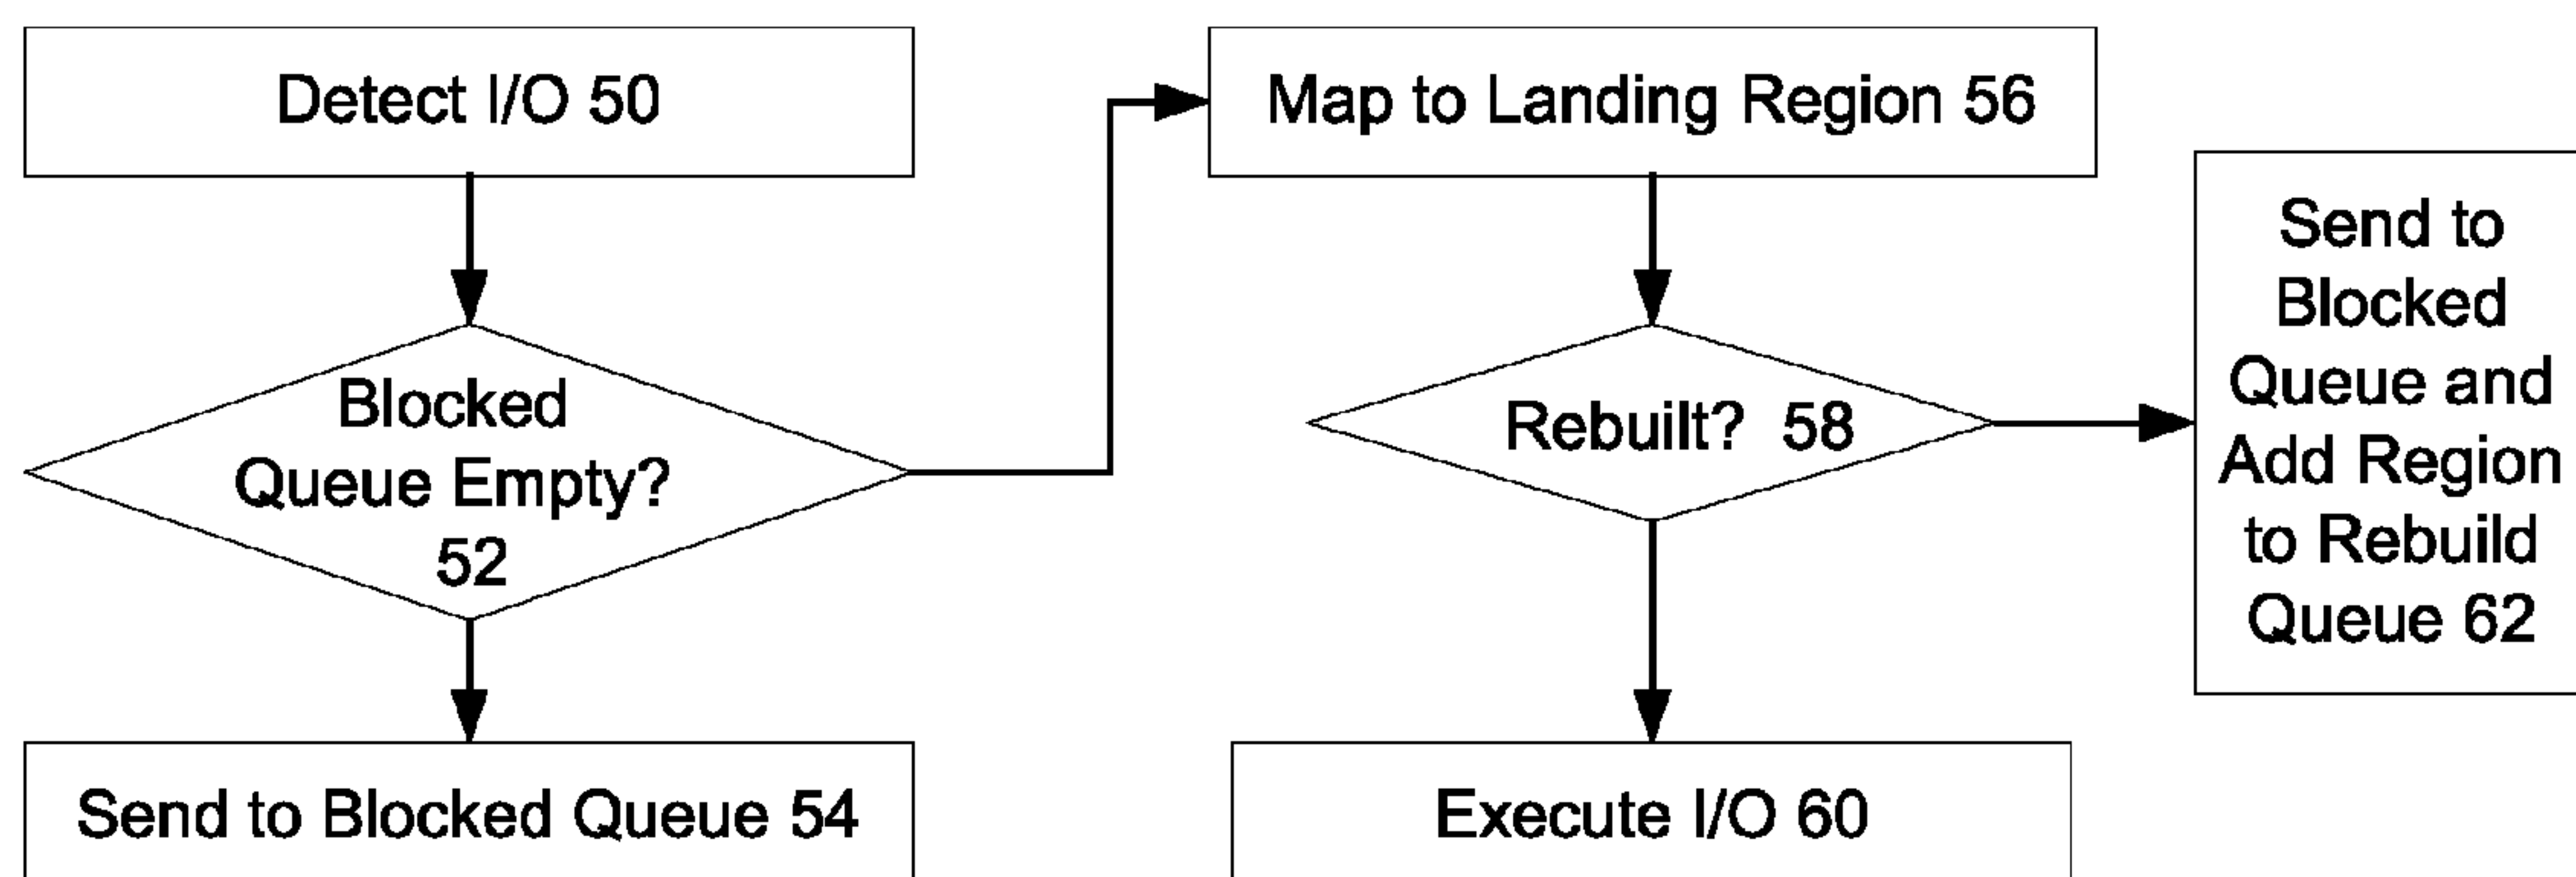 Detect I/O 50
Blocked
Queue Empty?
52
Send to Blocked Queue 54
Map to Landing Region 56
Rebuilt? 58
Execute I/O 60
Send to
Blocked
Queue and
Add Region
to Rebuild
Queue 62